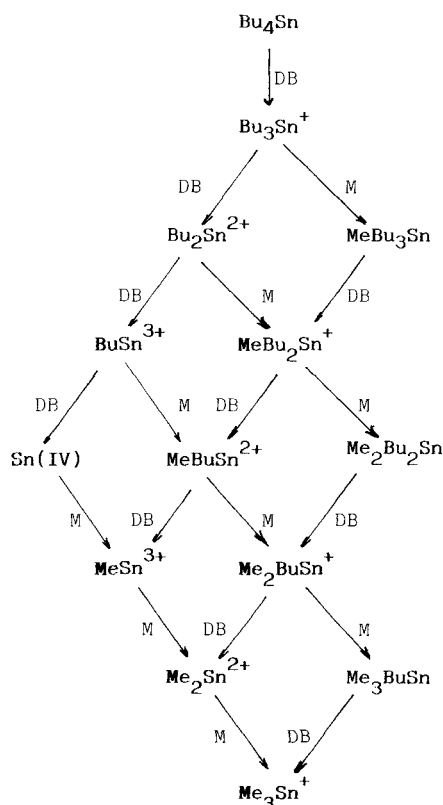 Bu₄Sn
DB
Bu₃Sn⁺
DB M
Bu₂Sn²⁺ MeBu₃Sn
DB M DB
BuSn³⁺ MeBu₂Sn⁺
DB M DB M
Sn(IV) MeBuSn²⁺ Me₂Bu₂Sn
M DB M DB
MeSn³⁺ Me₂BuSn⁺
M DB M
Me₂Sn²⁺ Me₃BuSn
M DB
Me₃Sn⁺